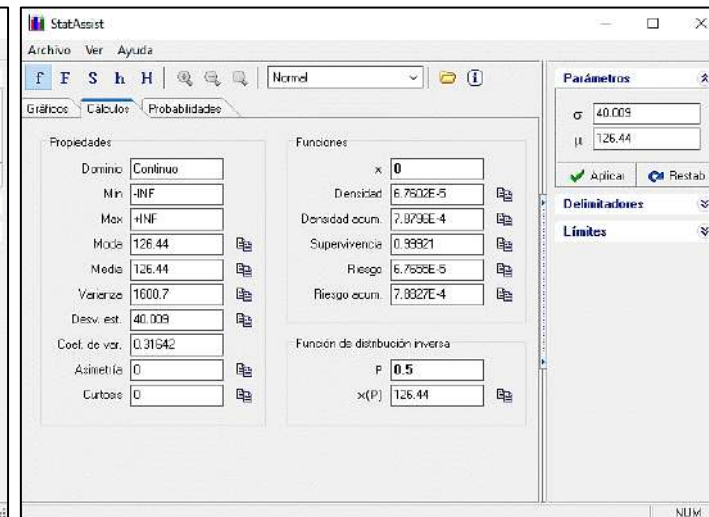 StatAssist
Archivo Ver Ayuda
f F S h H Normal
Gráficos Cálculos Probabilidades
Propiedades
Dominio Continuo
Min -INF
Max +INF
Moda 126.44
Media 126.44
Varianza 1600.7
Desv. est. 40.009
Coef. de var. 0.31642
Asimetría 0
Curtosis 0
Funciones
x 0
Densidad 6.7602E-5
Densidad acum. 7.8796E-4
Supervivencia 0.99921
Riesgo 6.7655E-5
Riesgo acum. 7.8827E-4
Función de distribución inversa
P 0.5
x(P) 126.44
Parámetros
σ 40.009
μ 126.44
Aplicar Restab
Delimitadores
Límites
NUM